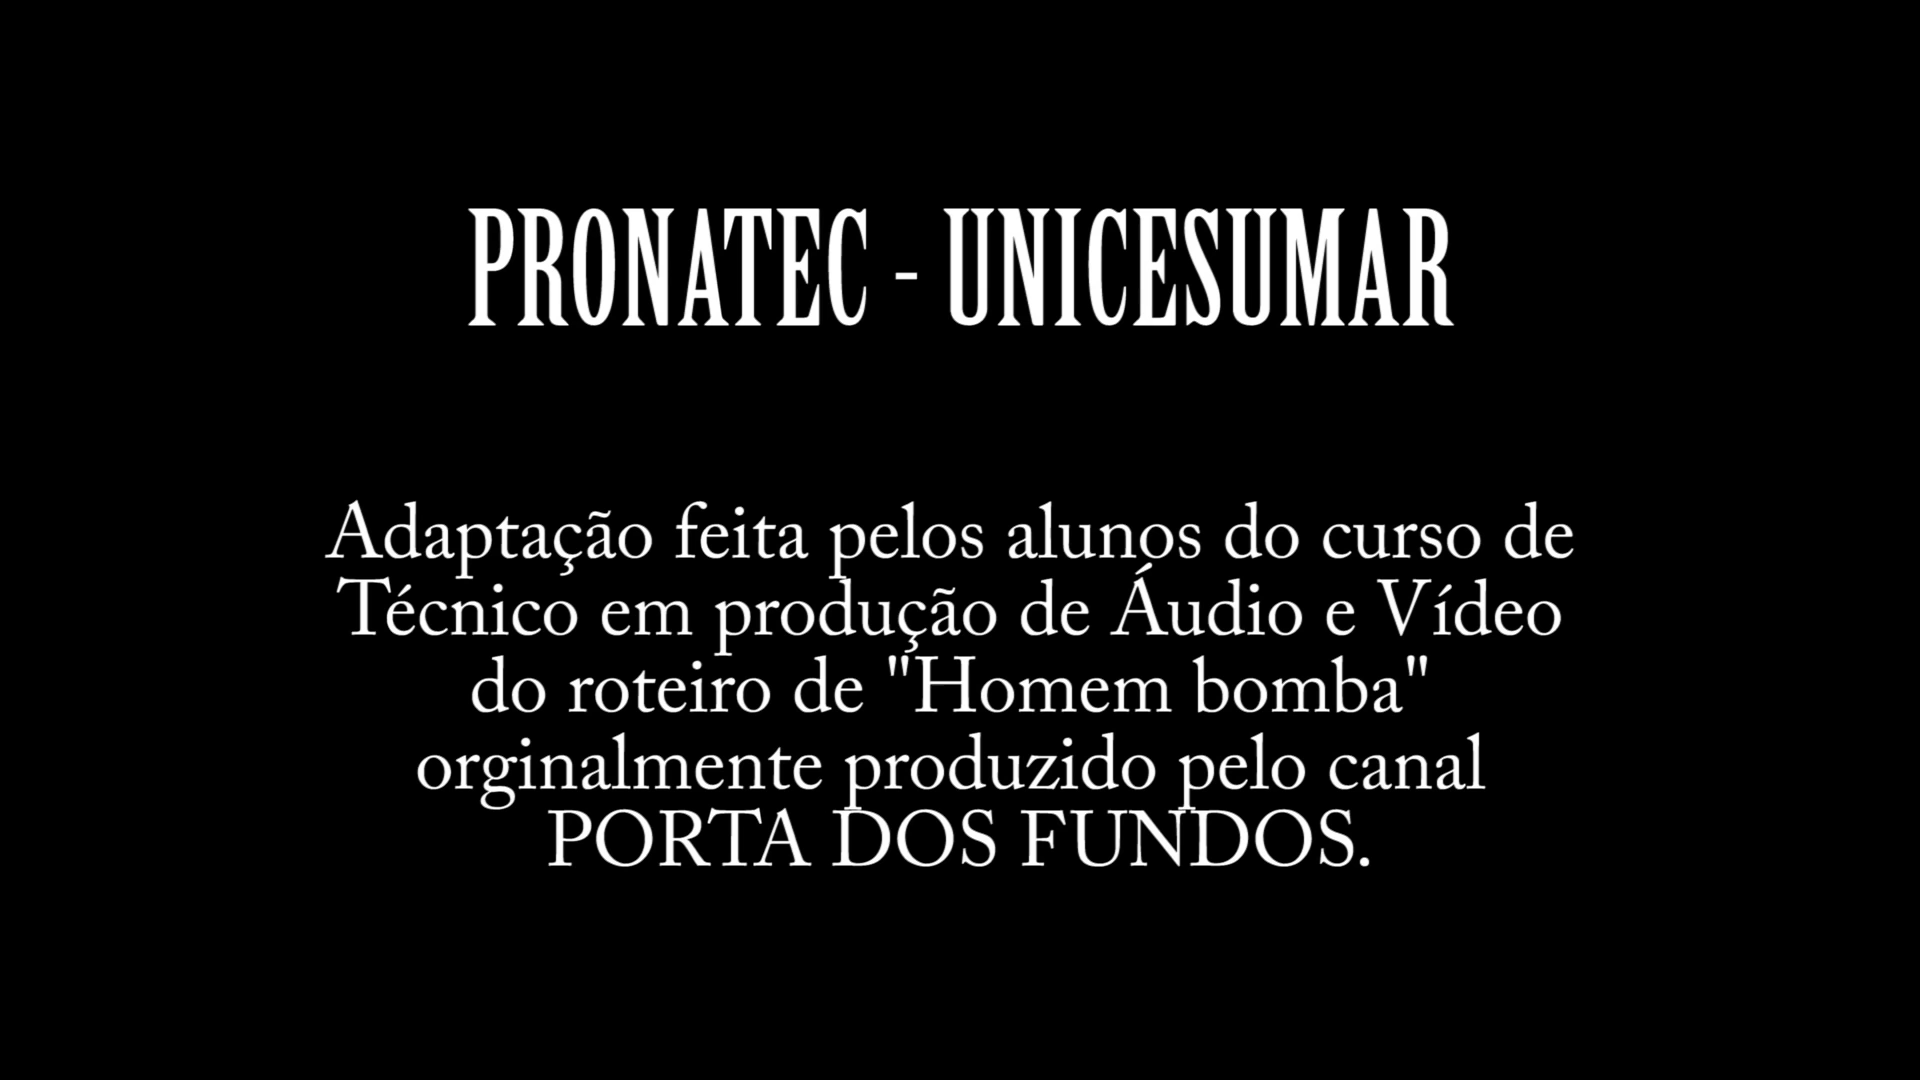 PRONATEC - UNICESUMAR
Adaptação feita pelos alunos do curso de
Técnico em produção de Áudio e Vídeo
do roteiro de "Homem bomba"
orginalmente produzido pelo canal
PORTA DOS FUNDOS.